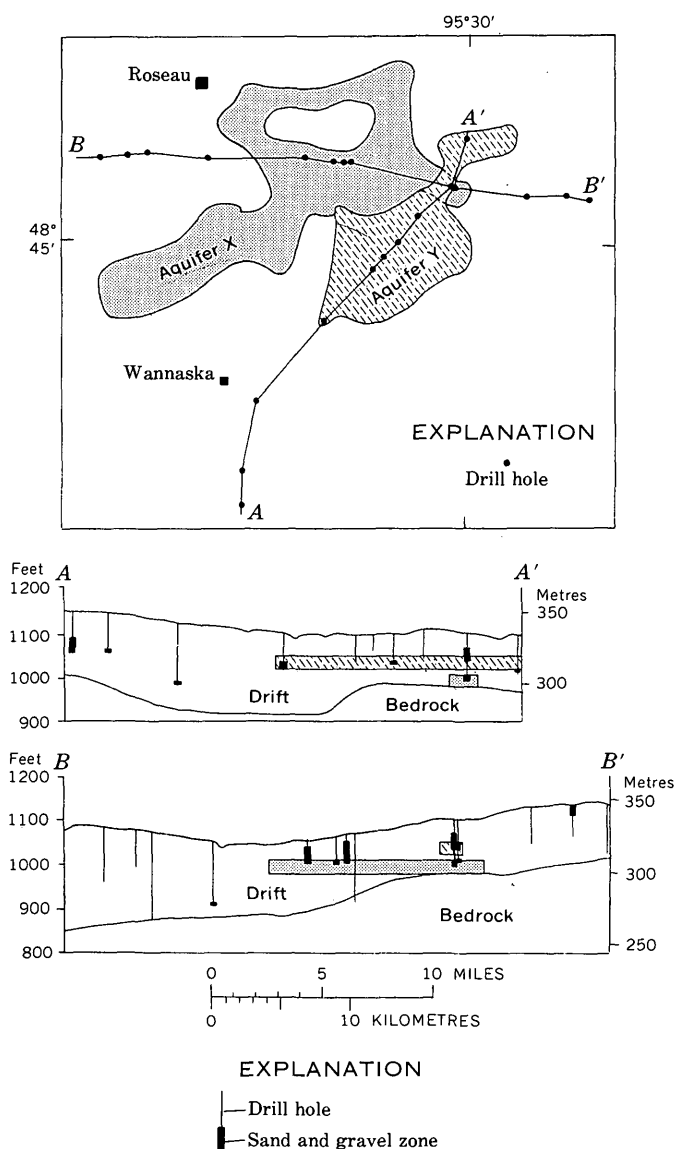 95°30'
Roseau
A'
B
B'
48°
45'
Aquifer X
Aquifer Y
Wannaska
EXPLANATION
Drill hole
A
Feet A A'
1200 Metres
350
1100
1000
300
Drift Bedrock
900
Feet B B'
1200 Metres
350
1100
1000
300
Drift
900 Bedrock
800 250
0 5 10 MILES
0 10 KILOMETRES
EXPLANATION
Drill hole
Sand and gravel zone